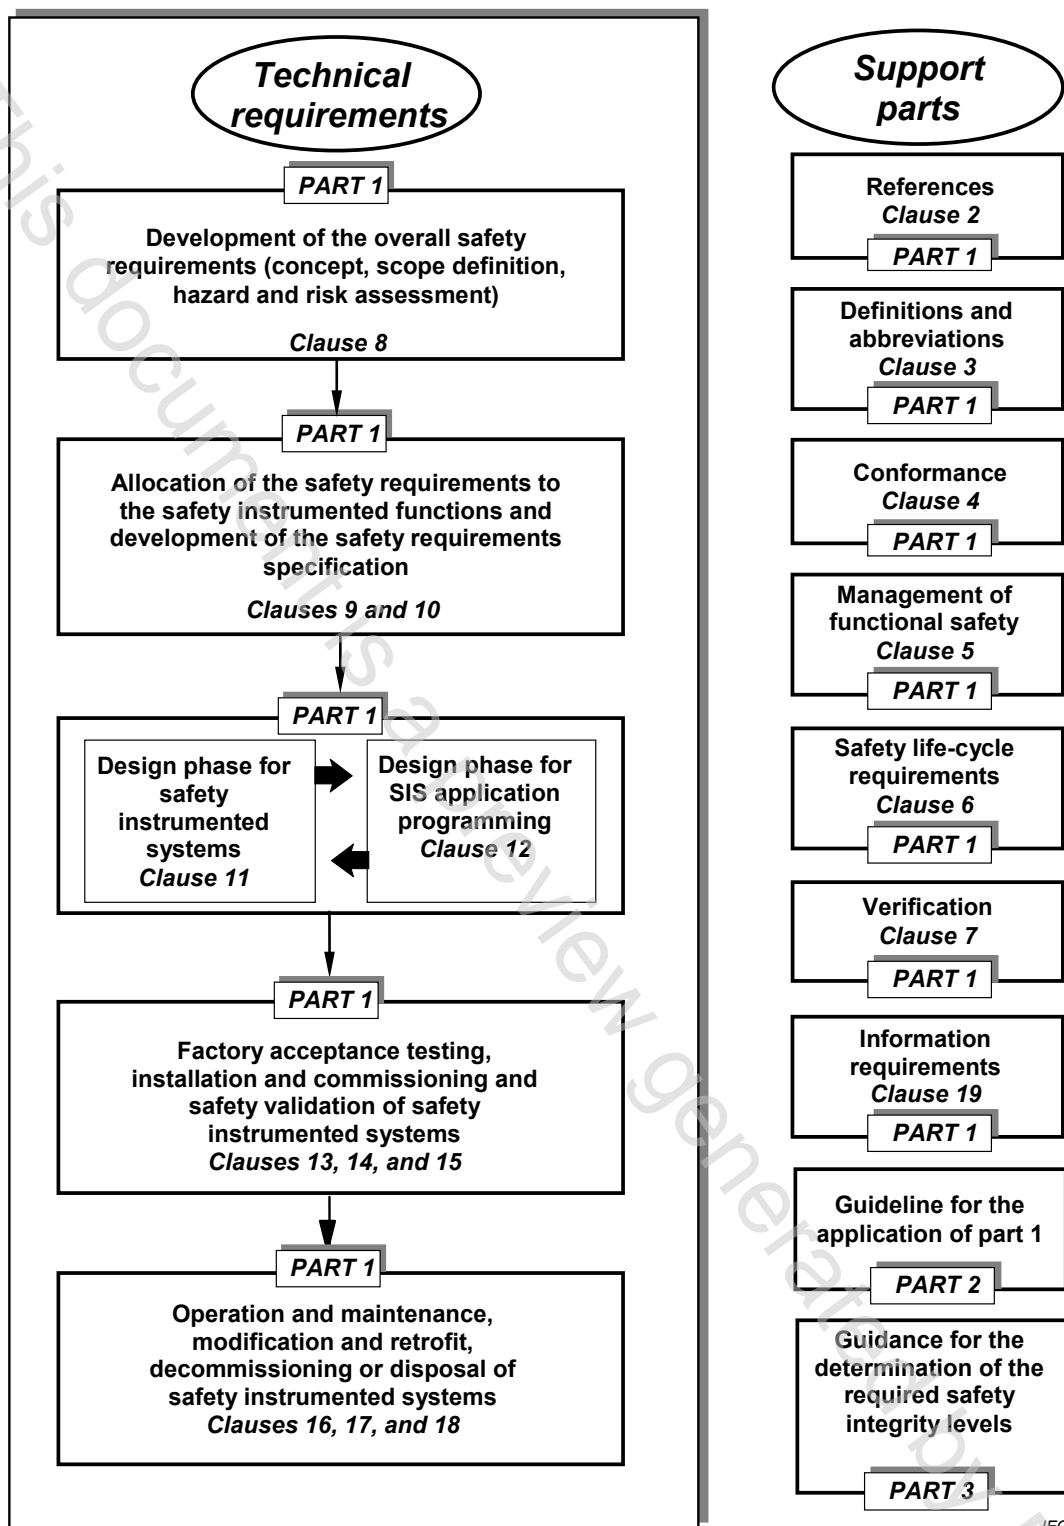 Technical
requirements
PART 1
Development of the overall safety
requirements (concept, scope definition,
hazard and risk assessment)
Clause 8
PART 1
Allocation of the safety requirements to
the safety instrumented functions and
development of the safety requirements
specification
Clauses 9 and 10
PART 1
Design phase for
safety
instrumented
systems
Clause 11
Design phase for
SIS application
programming
Clause 12
PART 1
Factory acceptance testing,
installation and commissioning and
safety validation of safety
instrumented systems
Clauses 13, 14, and 15
PART 1
Operation and maintenance,
modification and retrofit,
decommissioning or disposal of
safety instrumented systems
Clauses 16, 17, and 18
Support
parts
References
Clause 2
PART 1
Definitions and
abbreviations
Clause 3
PART 1
Conformance
Clause 4
PART 1
Management of
functional safety
Clause 5
PART 1
Safety life-cycle
requirements
Clause 6
PART 1
Verification
Clause 7
PART 1
Information
requirements
Clause 19
PART 1
Guideline for the
application of part 1
PART 2
Guidance for the
determination of the
required safety
integrity levels
PART 3
This document is a preview generated by